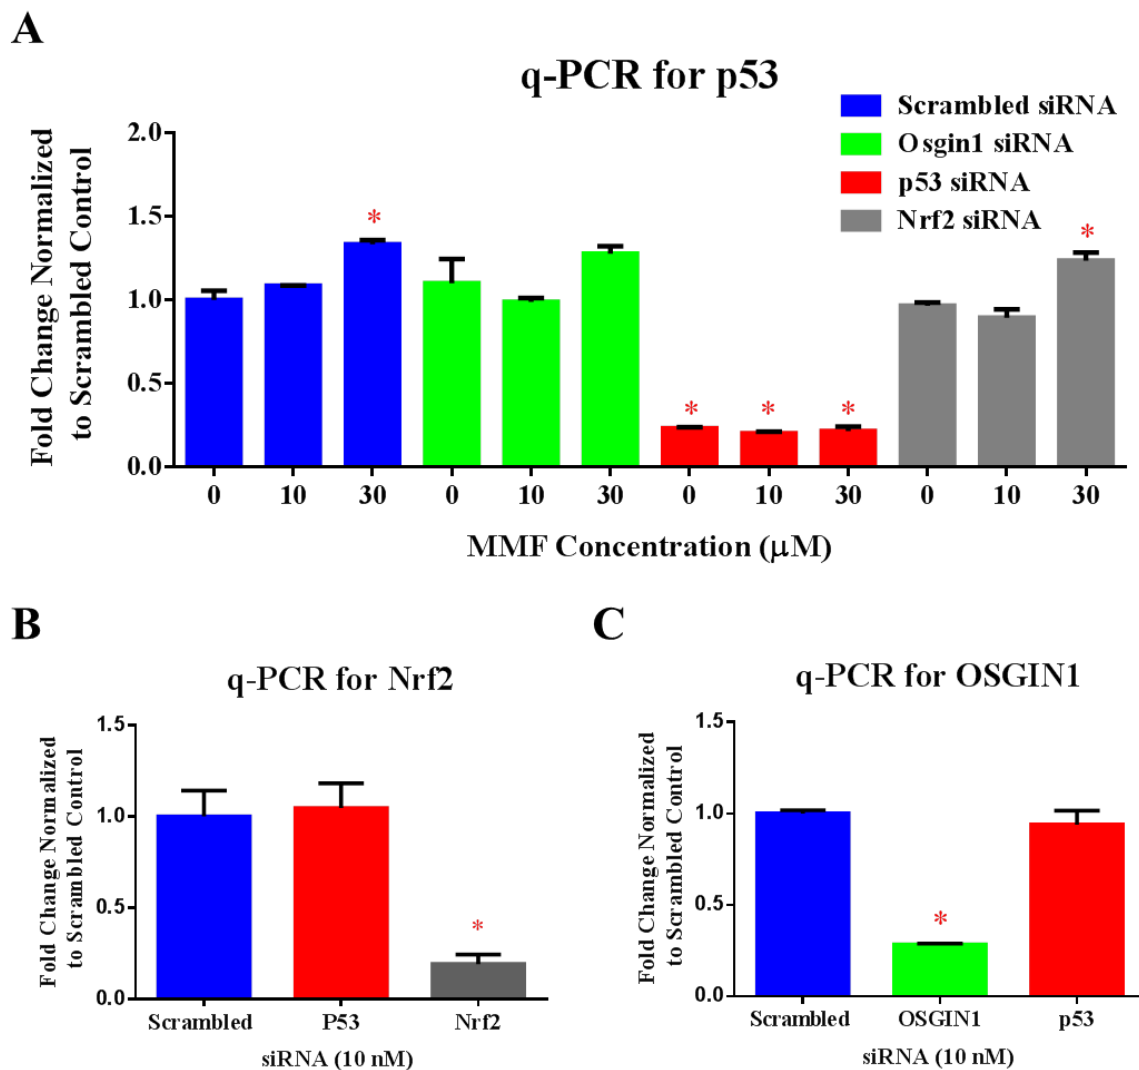 A
q-PCR for p53
Scrambled siRNA
Osgin1 siRNA
p53 siRNA
Nrf2 siRNA
Fold Change Normalized
to Scrambled Control
2.0
1.5
1.0
0.5
0.0
* * * * *
0 10 30 0 10 30 0 10 30 0 10 30
MMF Concentration (μM)
B
q-PCR for Nrf2
Fold Change Normalized
to Scrambled Control
1.5
1.0
0.5
0.0
*
Scrambled P53 Nrf2
siRNA (10 nM)
C
q-PCR for OSGIN1
Fold Change Normalized
to Scrambled Control
1.5
1.0
0.5
0.0
*
Scrambled OSGIN1 p53
siRNA (10 nM)